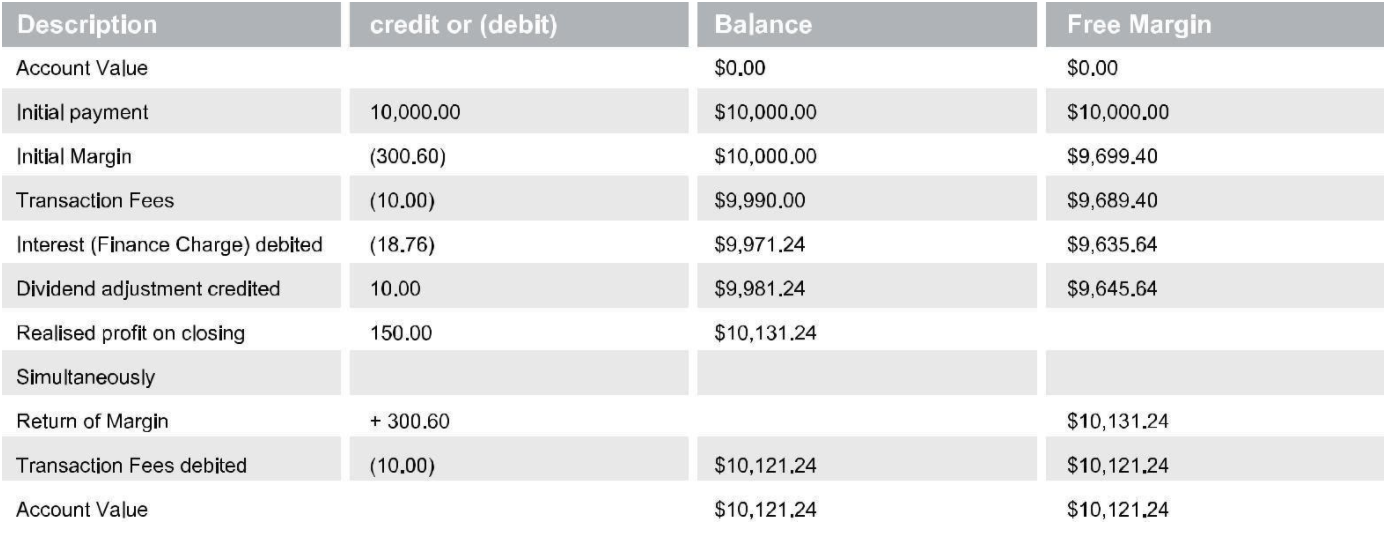 Description credit or (debit) Balance Free Margin
Account Value $0.00 $0.00
Initial payment 10,000.00 $10,000.00 $10,000.00
Initial Margin (300.60) $10,000.00 $9,699.40
Transaction Fees (10.00) $9,990.00 $9,689.40
Interest (Finance Charge) debited (18.76) $9,971.24 $9,635.64
Dividend adjustment credited 10.00 $9,981.24 $9,645.64
Realised profit on closing 150.00 $10,131.24
Simultaneously
Return of Margin + 300.60 $10,131.24
Transaction Fees debited (10.00) $10,121.24 $10,121.24
Account Value $10,121.24 $10,121.24